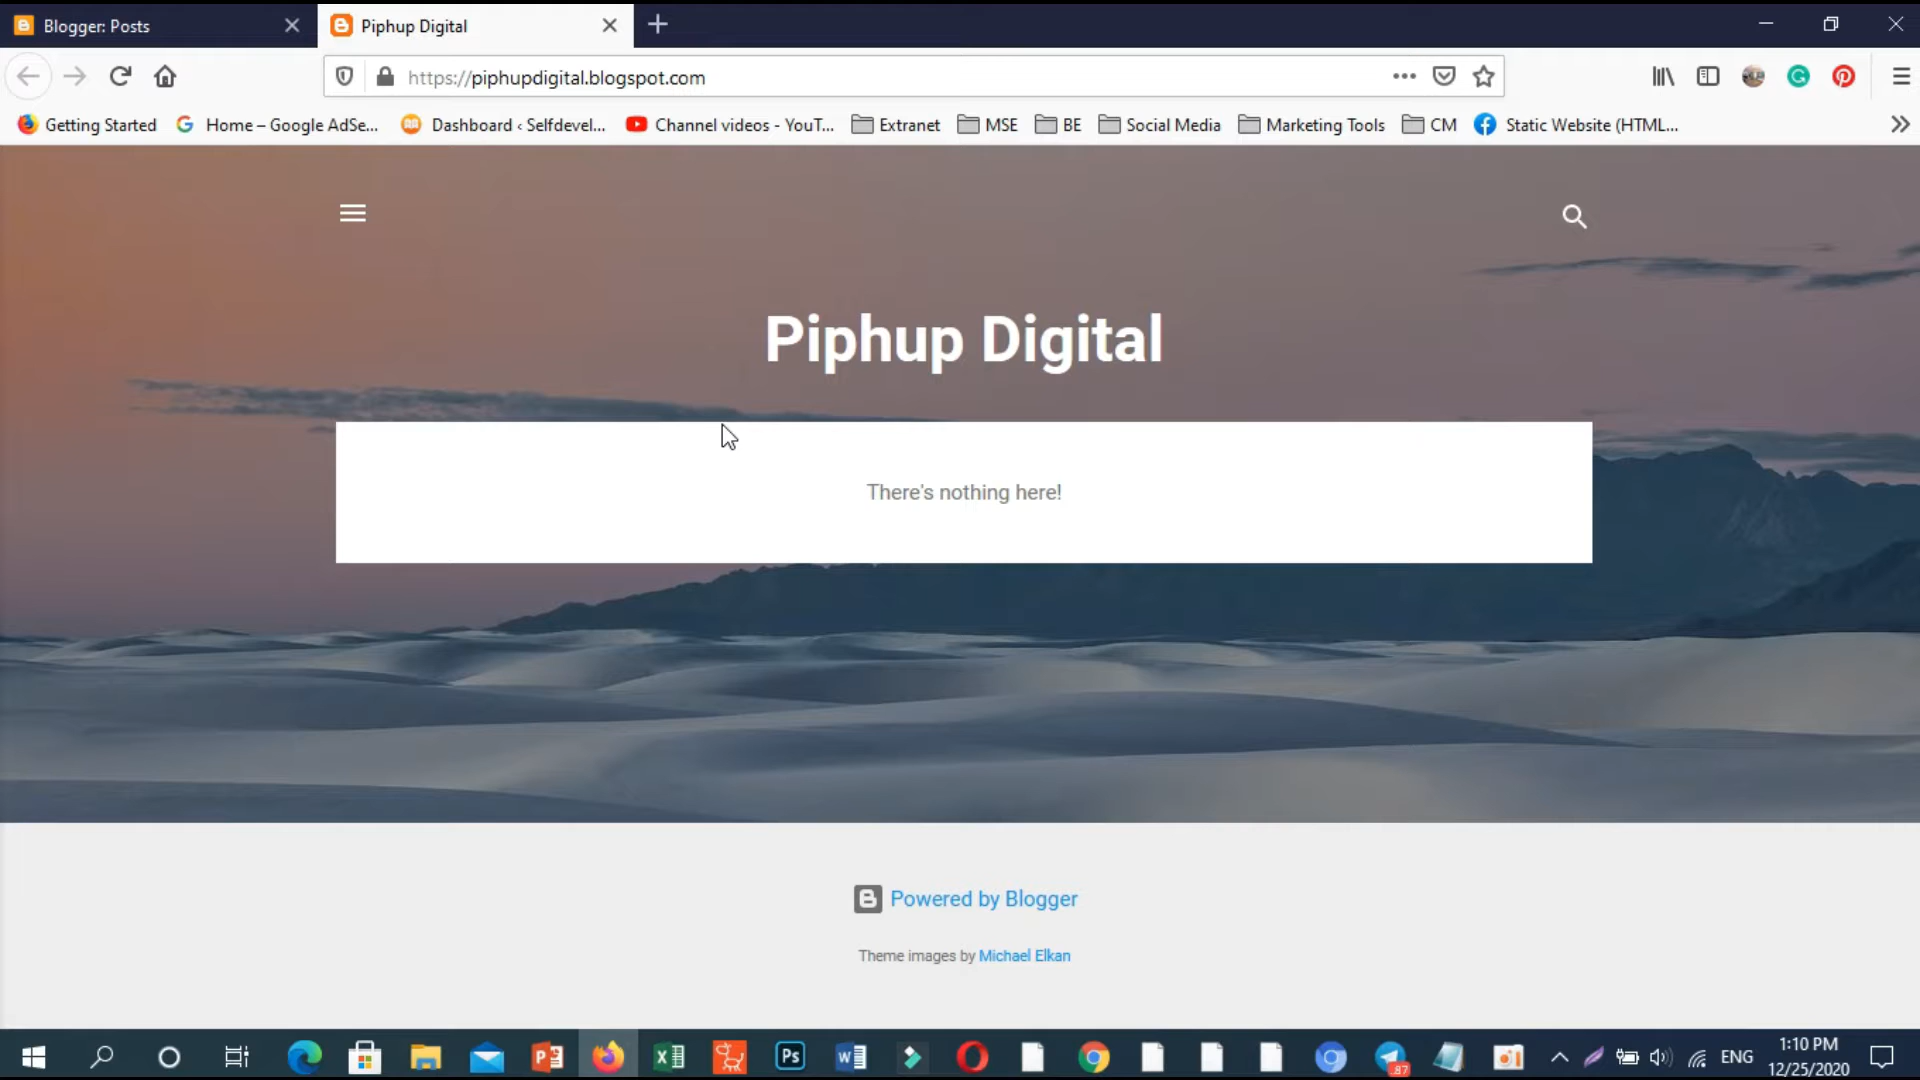 Blogger: Posts
Piphup Digital
https://piphupdigital.blogspot.com
Getting Started
Home – Google AdSe...
Dashboard ‹ Selfdevel...
Channel videos - YouT...
Extranet
MSE
BE
Social Media
Marketing Tools
CM
Static Website (HTML...
Piphup Digital
There's nothing here!
Powered by Blogger
Theme images by Michael Elkan
87
ENG
1:10 PM
12/25/2020